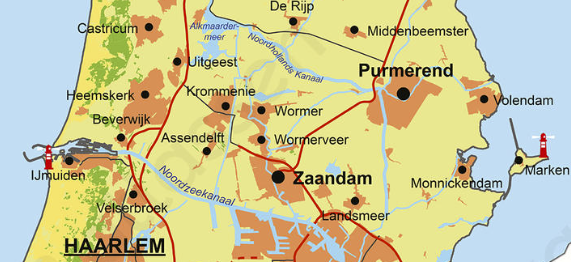 De Rijp
Castricum
Alkmaarder-
meer
Middenbeemster
Noordhollands Kanaal
Uitgeest
Purmerend
Heemskerk
Krommenie
Volendam
Wormer
Beverwijk
Assendelft
Wormerveer
IJmuiden
Marken
Zaandam
Monnickendam
Noordzeekanaal
Velserbroek
Landsmeer
HAARLEM